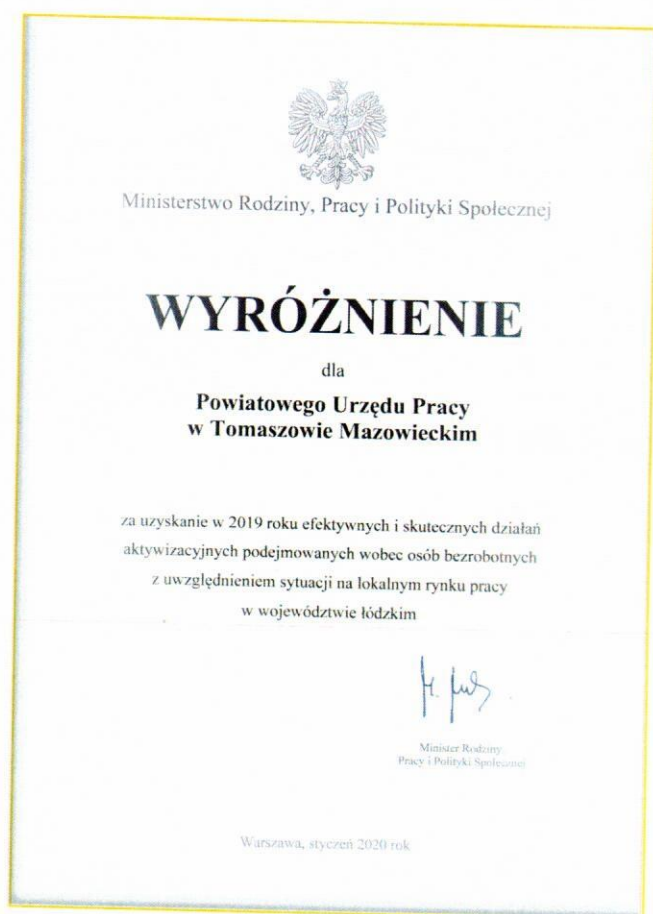 Ministerstwo Rodziny, Pracy i Polityki Społecznej
WYRÓŻNIENIE
dla
Powiatowego Urzędu Pracy
w Tomaszowie Mazowieckim
za uzyskanie w 2019 roku efektywnych i skutecznych działań
aktywizacyjnych podejmowanych wobec osób bezrobotnych
z uwzględnieniem sytuacji na lokalnym rynku pracy
w województwie łódzkim
Minister Rodziny
Pracy i Polityki Społecznej
Warszawa, styczeń 2020 rok